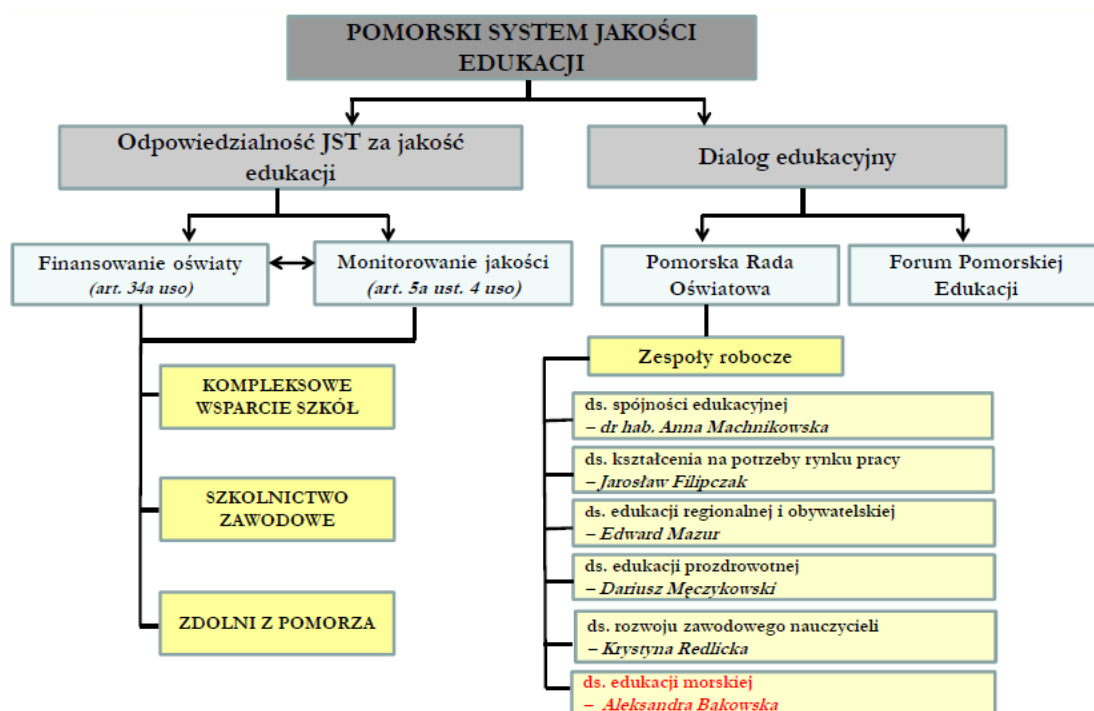 POMORSKI SYSTEM JAKOŚCI
EDUKACJI
Odpowiedzialność JST za jakość
edukacji
Dialog edukacyjny
Finansowanie oświaty
(art. 34a uso)
Monitorowanie jakości
(art. 5a ust. 4 uso)
Pomorska Rada
Oświatowa
Forum Pomorskiej
Edukacji
KOMPLEKSOWE
WSPARCIE SZKÓŁ
SZKOLNICTWO
ZAWODOWE
ZDOLNI Z POMORZA
Zespoły robocze
ds. spójności edukacyjnej
– dr hab. Anna Machnikowska
ds. kształcenia na potrzeby rynku pracy
– Jarosław Filipczak
ds. edukacji regionalnej i obywatelskiej
– Edward Mazur
ds. edukacji prozdrowotnej
– Dariusz Męczykowski
ds. rozwoju zawodowego nauczycieli
– Krystyna Redlicka
ds. edukacji morskiej
– Aleksandra Bakowska